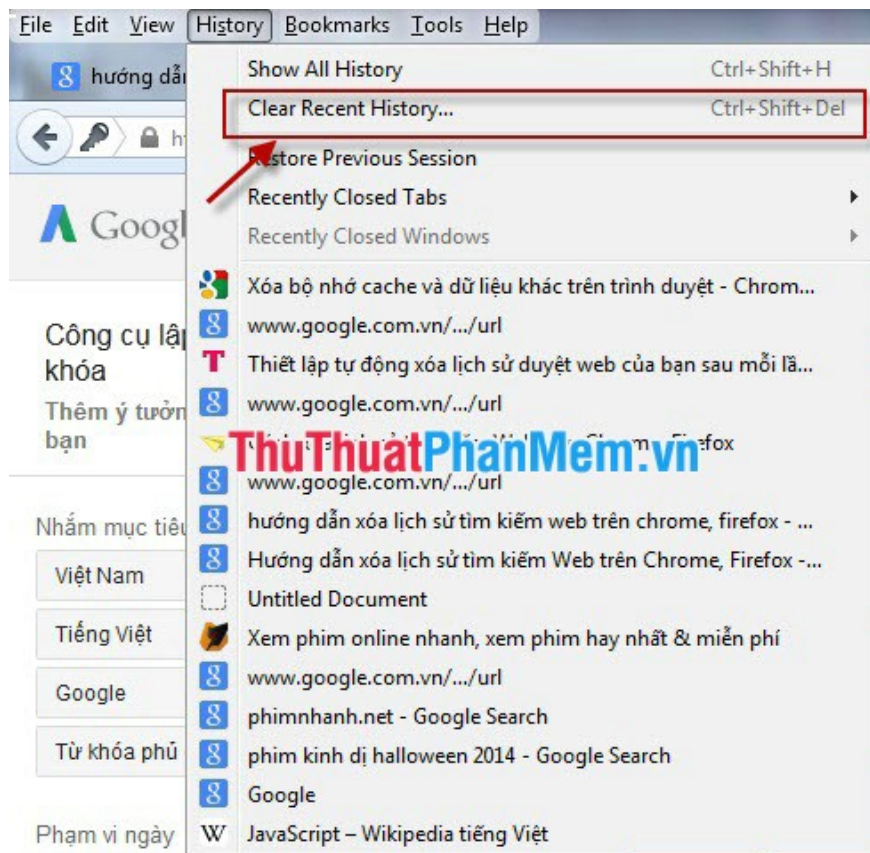 File Edit View History Bookmarks Tools Help
hướng dẫ
Show All History Ctrl+Shift+H
Clear Recent History... Ctrl+Shift+Del
Restore Previous Session
Recently Closed Tabs
Recently Closed Windows
Googl
Xóa bộ nhớ cache và dữ liệu khác trên trình duyệt - Chrom...
www.google.com.vn/.../url
Thiết lập tự động xóa lịch sử duyệt web của bạn sau mỗi lầ...
www.google.com.vn/.../url
ThuThuatPhanMem.vn
Firefox
www.google.com.vn/.../url
hướng dẫn xóa lịch sử tìm kiếm web trên chrome, firefox - ...
Hướng dẫn xóa lịch sử tìm kiếm Web trên Chrome, Firefox -...
Untitled Document
Xem phim online nhanh, xem phim hay nhất & miễn phí
www.google.com.vn/.../url
phimnhanh.net - Google Search
phim kinh dị halloween 2014 - Google Search
Google
JavaScript – Wikipedia tiếng Việt
Công cụ lậ
khóa
Thêm ý tưởn
bạn
Nhắm mục tiê
Việt Nam
Tiếng Việt
Google
Từ khóa phủ
Phạm vi ngày